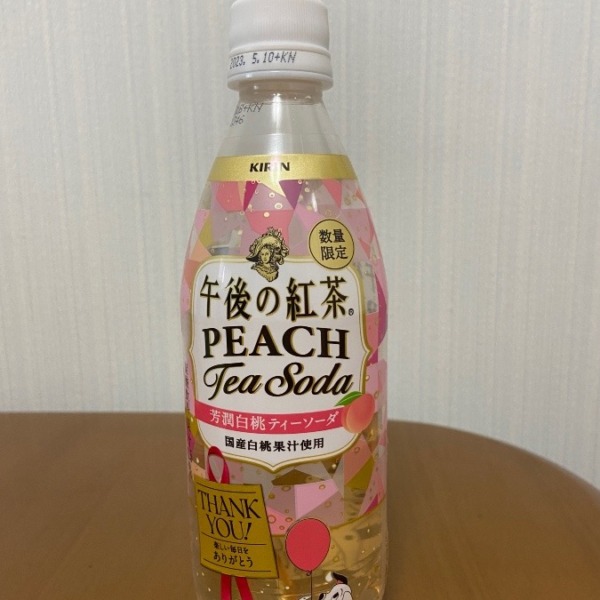 2023. 5.10+KN
KIRIN
数量
限定
午後の紅茶®
PEACH
Tea Soda
芳潤白桃ティーソーダ
国産白桃果汁使用
THANK
YOU!
楽しい毎日を
ありがとう